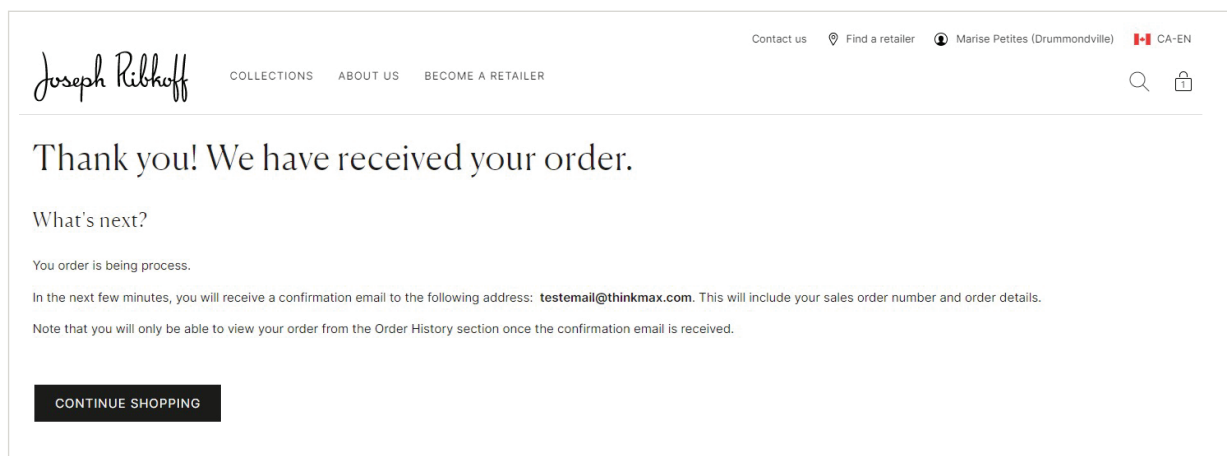 Contact us Find a retailer Marise Petites (Drummondville) CA-EN
Joseph Ribkoff COLLECTIONS ABOUT US BECOME A RETAILER
1
Thank you! We have received your order.
What's next?
You order is being process.
In the next few minutes, you will receive a confirmation email to the following address: testemail@thinkmax.com. This will include your sales order number and order details.
Note that you will only be able to view your order from the Order History section once the confirmation email is received.
CONTINUE SHOPPING